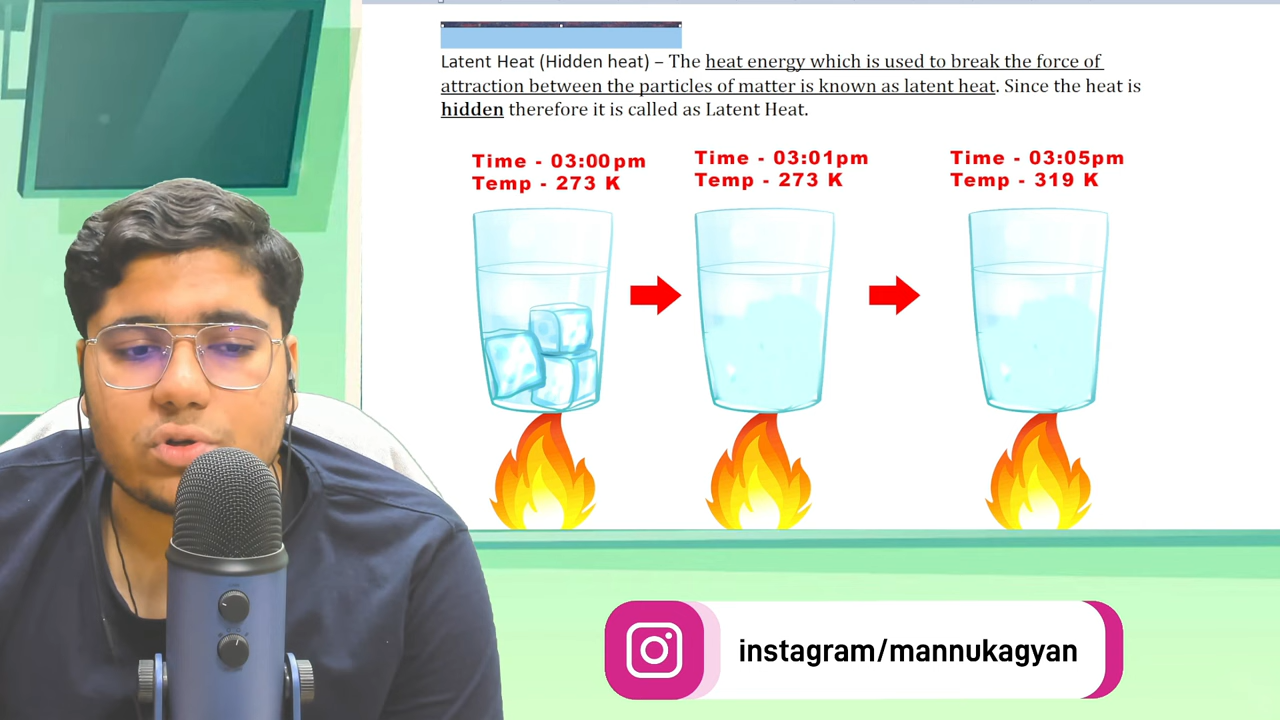 Latent Heat (Hidden heat) – The heat energy which is used to break the force of
attraction between the particles of matter is known as latent heat. Since the heat is
hidden therefore it is called as Latent Heat.
Time - 03:00pm
Temp - 273 K
Time - 03:01pm
Temp - 273 K
Time - 03:05pm
Temp - 319 K
instagram/mannukagyan